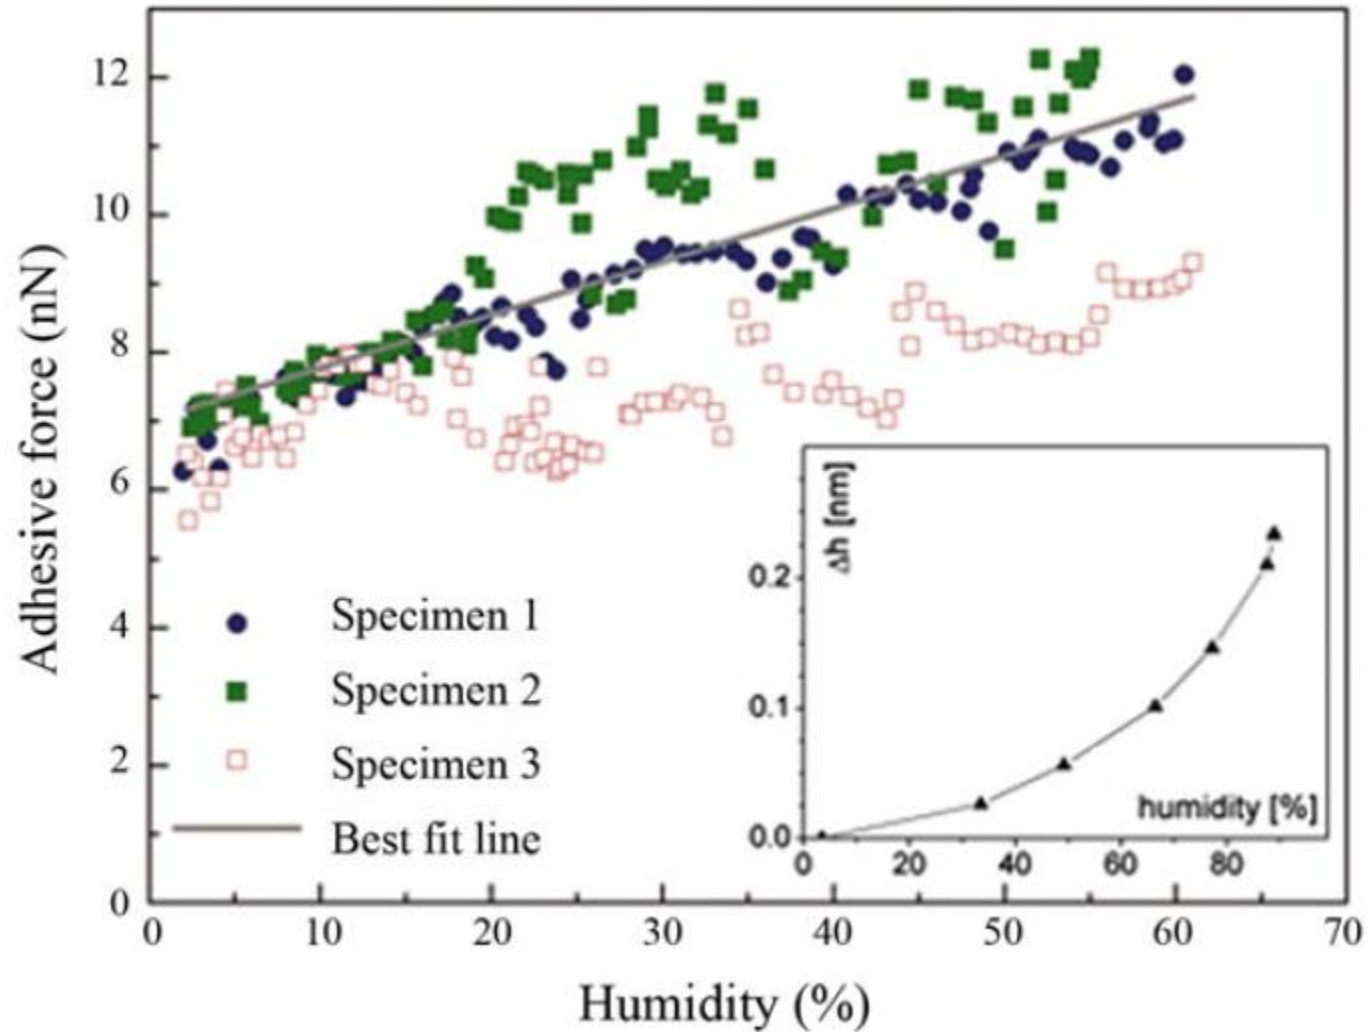 Adhesive force (nN)
12
10
8
6
4
2
0
Specimen 1
Specimen 2
Specimen 3
Best fit line
Δh [nm]
0.2
0.1
0.0
humidity [%]
0 20 40 60 80
0 10 20 30 40 50 60 70
Humidity (%)